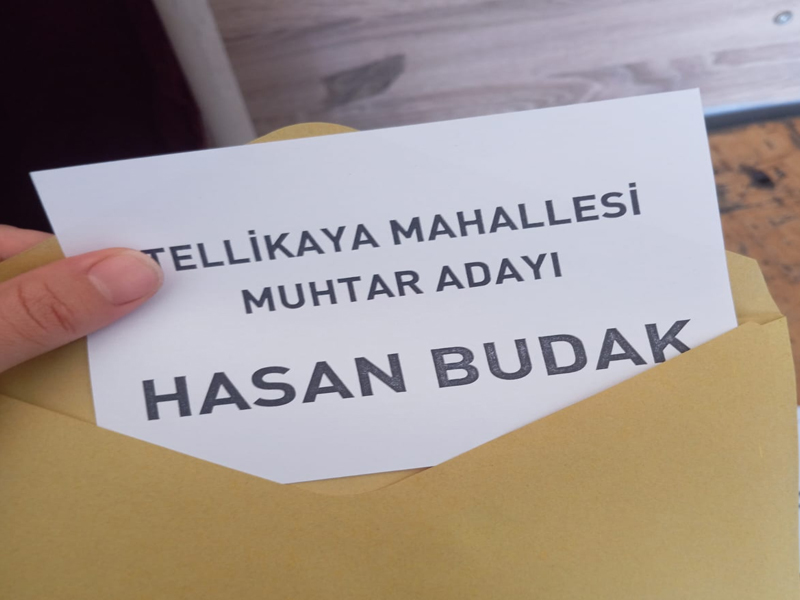 TELLİKAYA MAHALLESİ
MUHTAR ADAYI
HASAN BUDAK